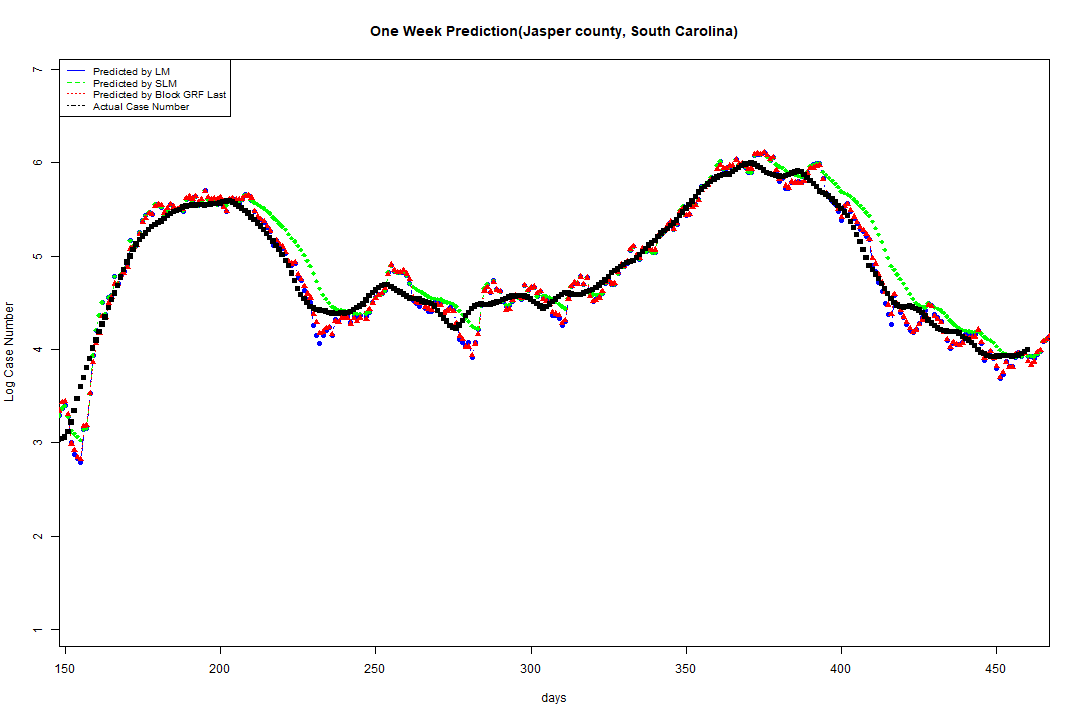 One Week Prediction(Jasper county, South Carolina)
Predicted by LM
Predicted by SLM
Predicted by Block GRF Last
Actual Case Number
7
6
5
4
3
2
1
Log Case Number
150 200 250 300 350 400 450
days